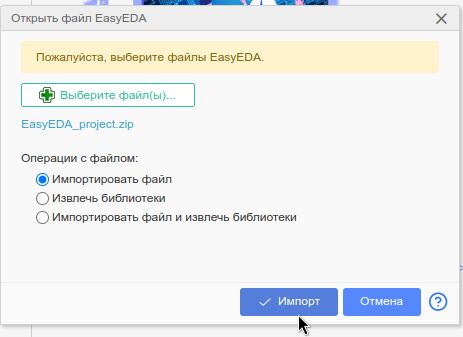 Открыть файл EasyEDA
Пожалуйста, выберите файлы EasyEDA.
Выберите файл(ы)...
EasyEDA_project.zip
Операции с файлом:
Импортировать файл
Извлечь библиотеки
Импортировать файл и извлечь библиотеки
Импорт Отмена ?